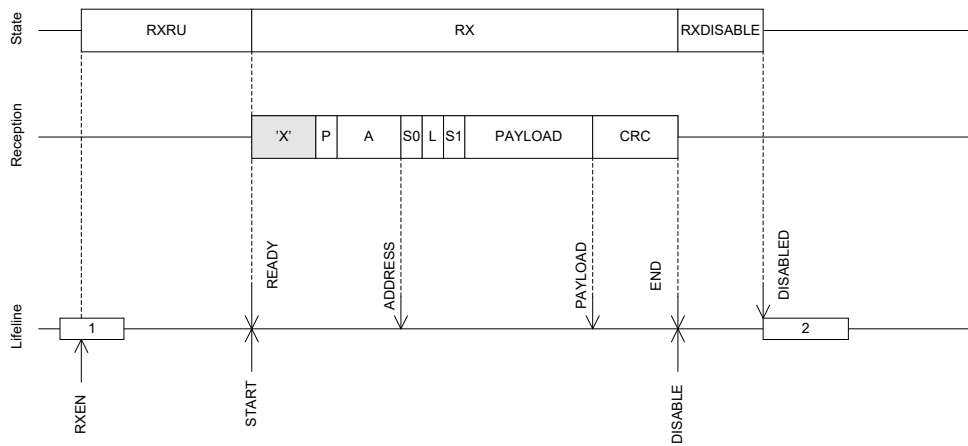 State
RXRU
RX
RXDISABLE
Reception
'X'
P
A
S0
L
S1
PAYLOAD
CRC
READY
ADDRESS
PAYLOAD
END
DISABLED
Lifeline
1
2
RXEN
START
DISABLE